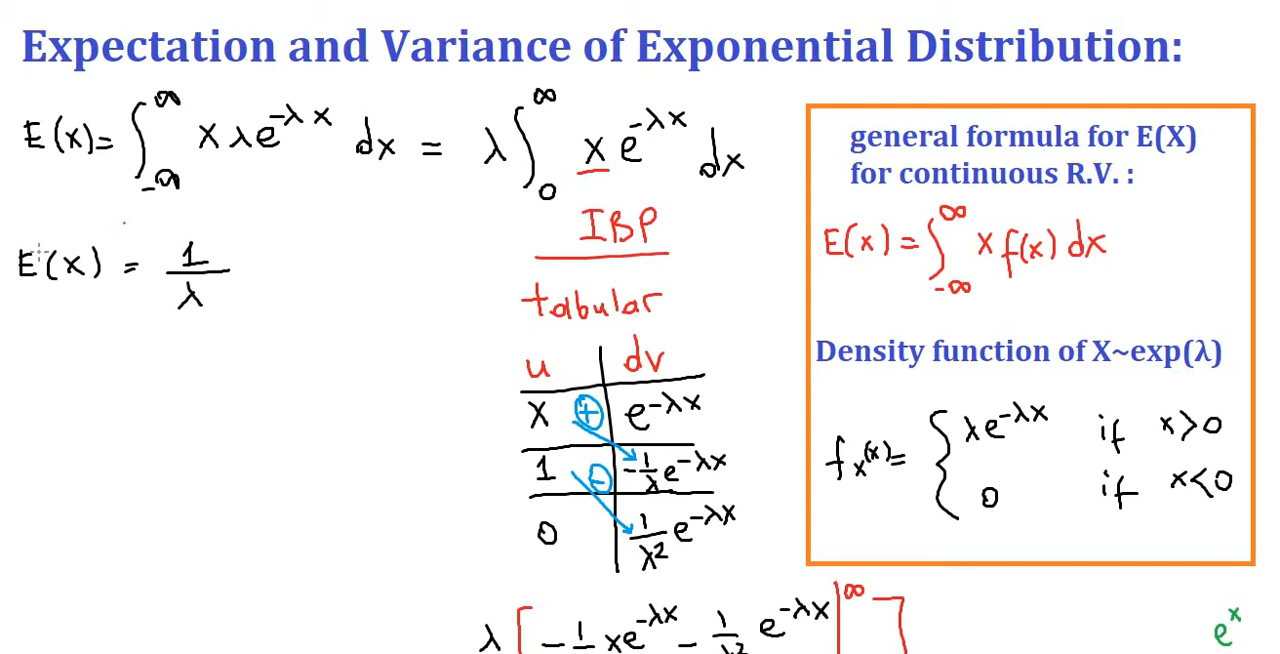 Expectation and Variance of Exponential Distribution:
E(x)= ∫_{-∞}^{∞} x λe^{-λx} dx = λ ∫_{0}^{∞} x e^{-λx} dx
E(x) = 1/λ
IBP
tabular
u | dv
x ⊕ | e^{-λx}
1 ⊖ | -1/λ e^{-λx}
0 | 1/λ² e^{-λx}
λ [ -1/λ xe^{-λx} - 1/λ² e^{-λx} |^{∞} ]
general formula for E(X)
for continuous R.V. :
E(x) = ∫_{-∞}^{∞} x f(x) dx
Density function of X~exp(λ)
f_x(x) = { λe^{-λx} if x>0
0 if x<0
e^x